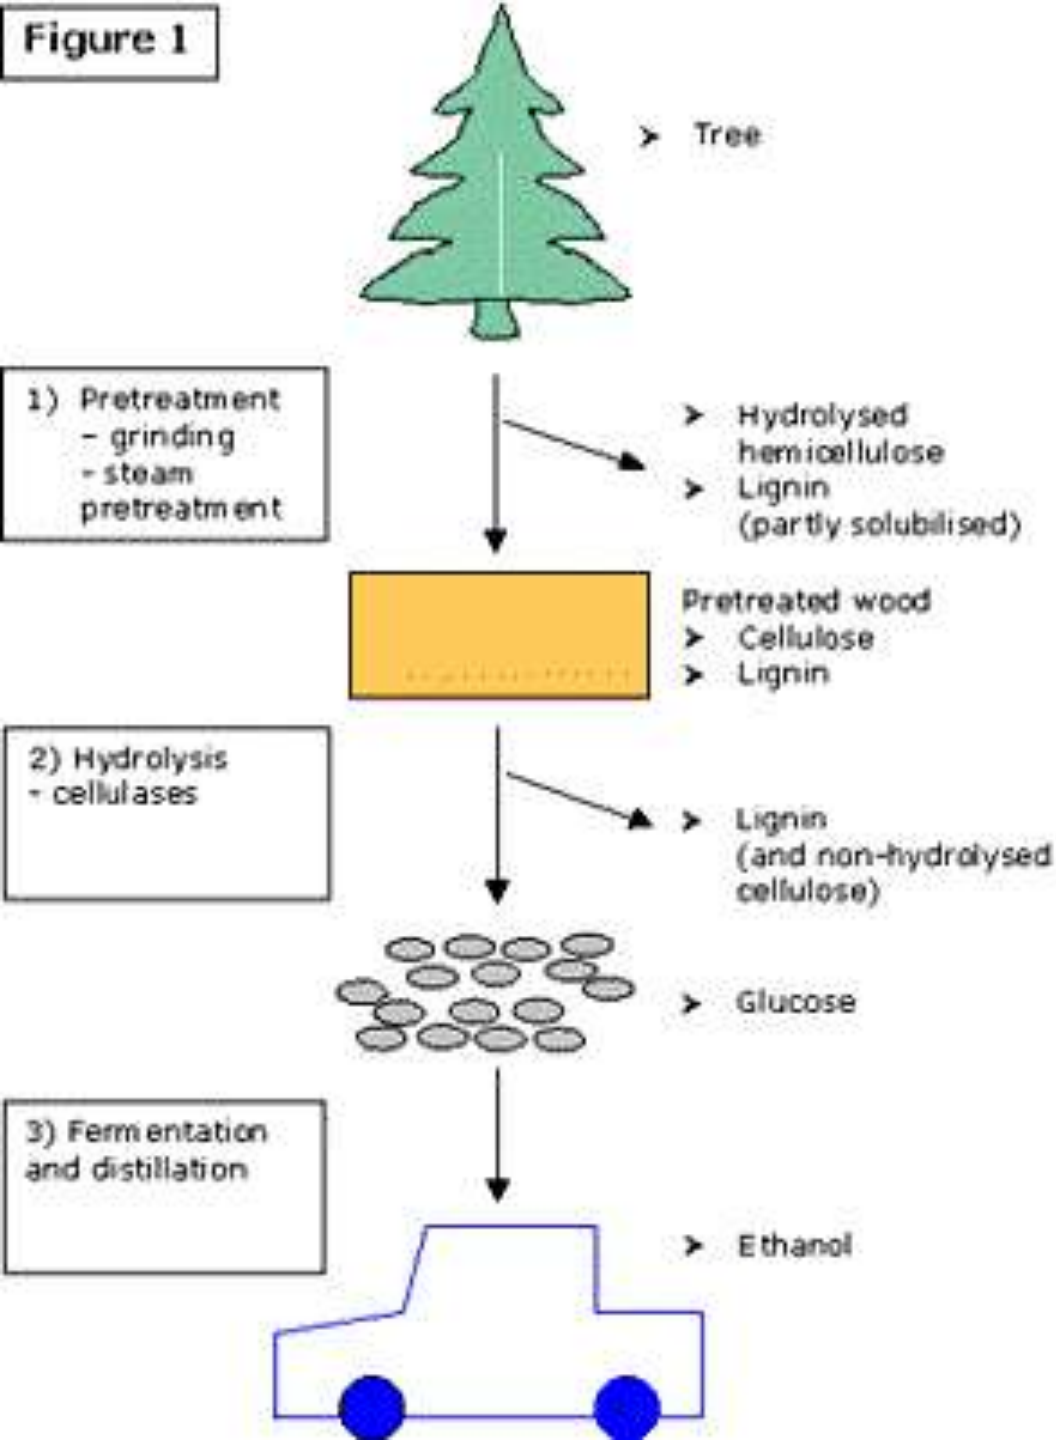 Figure 1
➢ Tree
1) Pretreatment
– grinding
- steam
pretreatment
➢ Hydrolysed
hemicellulose
➢ Lignin
(partly solubilised)
Pretreated wood
➢ Cellulose
➢ Lignin
2) Hydrolysis
- cellulases
➢ Lignin
(and non-hydrolysed
cellulose)
➢ Glucose
3) Fermentation
and distillation
➢ Ethanol